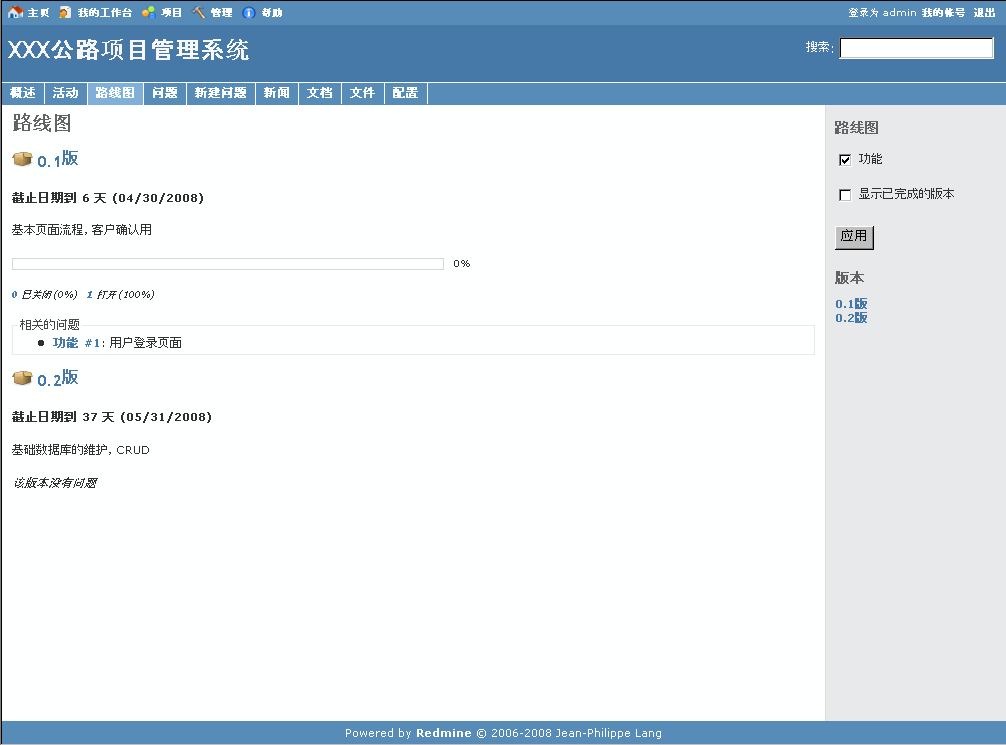 主页 我的工作台 项目 管理 帮助 登录为 admin 我的帐号 退出
XXX公路项目管理系统
搜索:
概述 活动 路线图 问题 新建问题 新闻 文档 文件 配置
路线图
0.1版
截止日期到 6 天 (04/30/2008)
基本页面流程, 客户确认用
0%
0 已关闭(0%) 1 打开(100%)
相关的问题
功能 #1: 用户登录页面
0.2版
截止日期到 37 天 (05/31/2008)
基础数据库的维护, CRUD
该版本没有问题
路线图
功能
显示已完成的版本
应用
版本
0.1版
0.2版
Powered by Redmine © 2006-2008 Jean-Philippe Lang